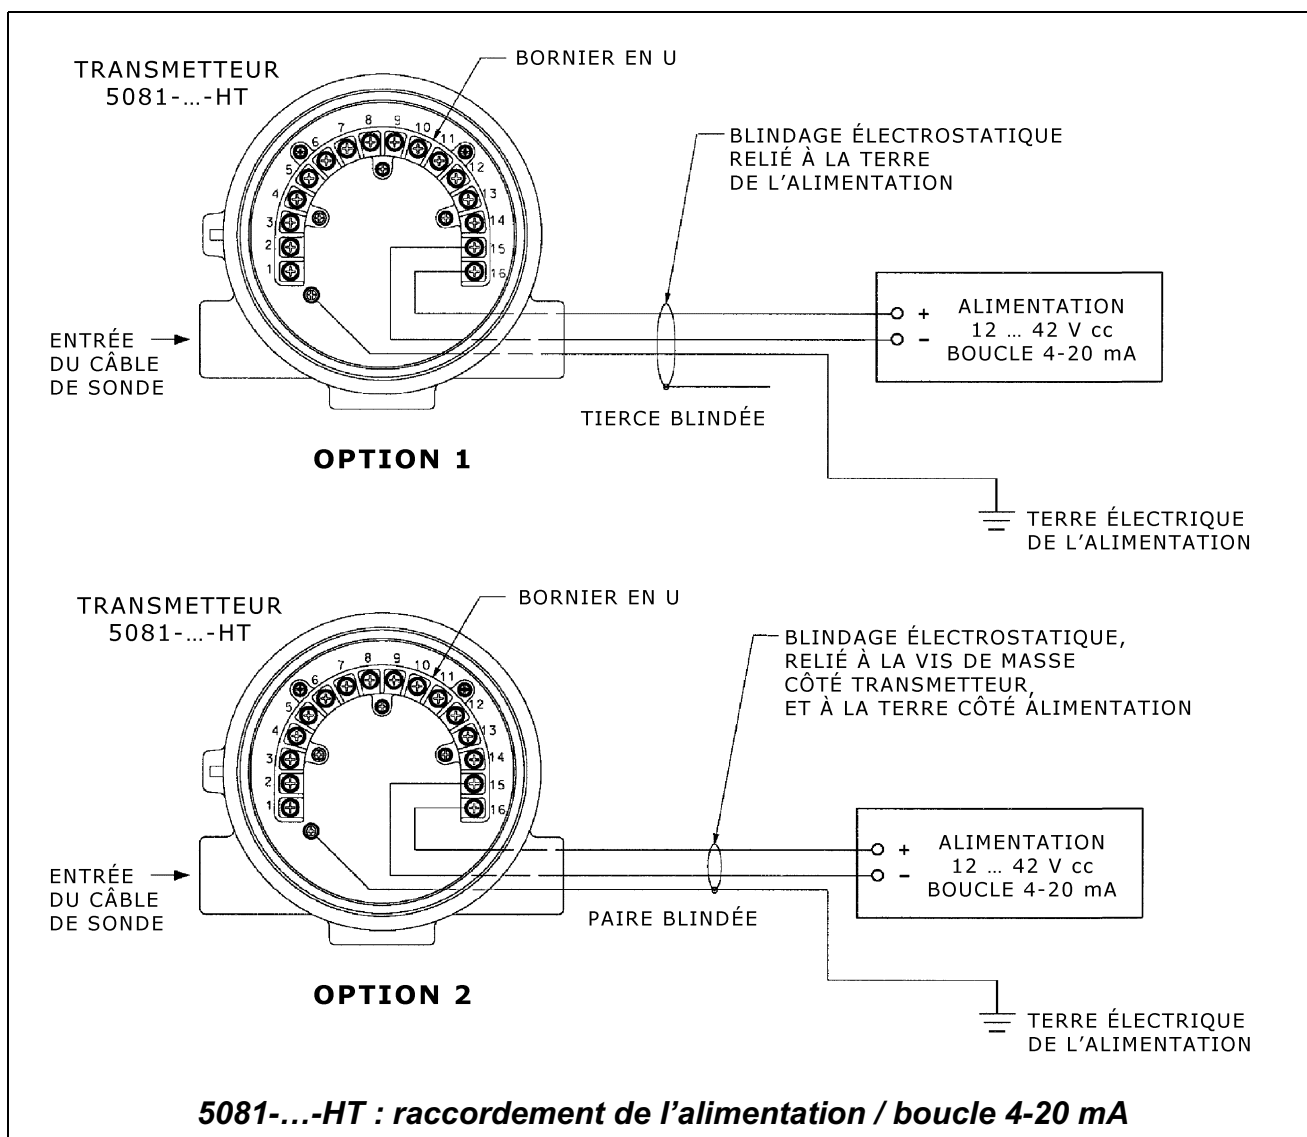 TRANSMETTEUR
5081-...-HT
BORNIER EN U
1
2
3
4
5
6
7
8
9
10
11
12
13
14
15
16
BLINDAGE ÉLECTROSTATIQUE
RELIÉ À LA TERRE
DE L'ALIMENTATION
ENTRÉE
DU CÂBLE
DE SONDE
+
−
ALIMENTATION
12 ... 42 V cc
BOUCLE 4-20 mA
TIERCE BLINDÉE
OPTION 1
TERRE ÉLECTRIQUE
DE L'ALIMENTATION
TRANSMETTEUR
5081-...-HT
BORNIER EN U
1
2
3
4
5
6
7
8
9
10
11
12
13
14
15
16
BLINDAGE ÉLECTROSTATIQUE,
RELIÉ À LA VIS DE MASSE
CÔTÉ TRANSMETTEUR,
ET À LA TERRE CÔTÉ ALIMENTATION
ENTRÉE
DU CÂBLE
DE SONDE
+
−
ALIMENTATION
12 ... 42 V cc
BOUCLE 4-20 mA
PAIRE BLINDÉE
OPTION 2
TERRE ÉLECTRIQUE
DE L'ALIMENTATION
5081-...-HT : raccordement de l'alimentation / boucle 4-20 mA